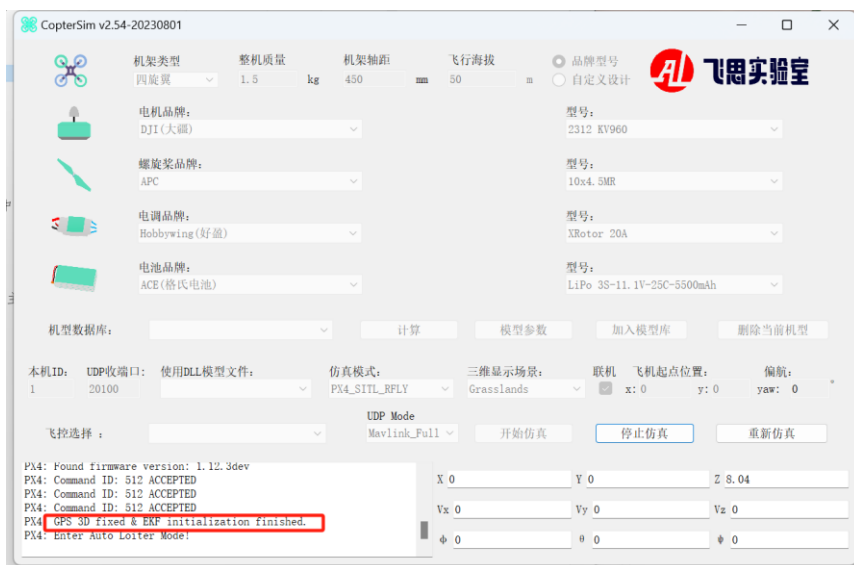 CopterSim v2.54-20230801
机架类型 整机质量 机架轴距 飞行海拔 品牌型号
四旋翼 1.5 kg 450 mm 50 m 自定义设计
飞思实验室
电机品牌: 型号:
DJI(大疆) 2312 KV960
螺旋桨品牌: 型号:
APC 10x4.5MR
电调品牌: 型号:
Hobbywing(好盈) XRotor 20A
电池品牌: 型号:
ACE(格氏电池) LiPo 3S-11.1V-25C-5500mAh
机型数据库: 计算 模型参数 加入模型库 删除当前机型
本机ID: UDP收端口: 使用DLL模型文件: 仿真模式: 三维显示场景: 联机 飞机起点位置: 偏航:
1 20100 PX4_SITL_RFLY Grasslands x: 0 y: 0 yaw: 0 °
UDP Mode
飞控选择 : Mavlink_Full 开始仿真 停止仿真 重新仿真
PX4: Found firmware version: 1.12.3dev
PX4: Command ID: 512 ACCEPTED
PX4: Command ID: 512 ACCEPTED
PX4: Command ID: 512 ACCEPTED
PX4: GPS 3D fixed & EKF initialization finished.
PX4: Enter Auto Loiter Mode!
X 0 Y 0 Z 8.04
Vx 0 Vy 0 Vz 0
ϕ 0 θ 0 ψ 0